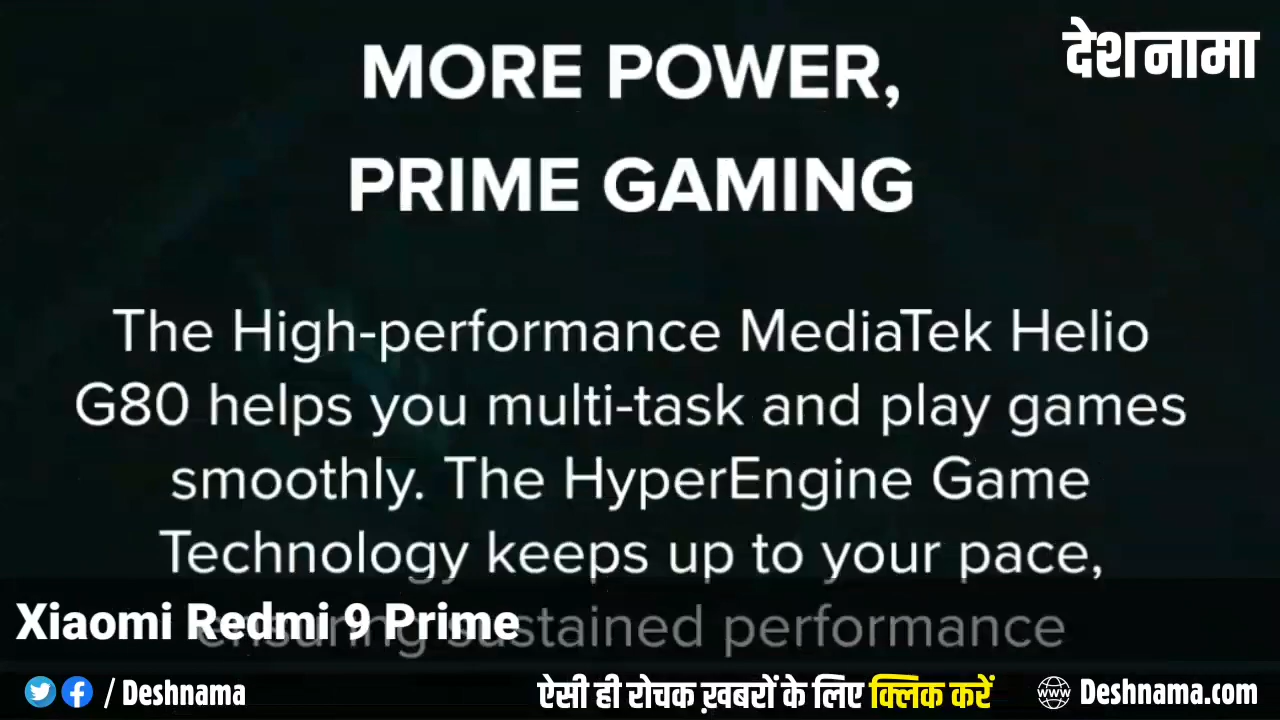 देशनामा
MORE POWER,
PRIME GAMING
The High-performance MediaTek Helio
G80 helps you multi-task and play games
smoothly. The HyperEngine Game
Technology keeps up to your pace,
ensuring sustained performance
Xiaomi Redmi 9 Prime
/ Deshnama
ऐसी ही रोचक ख़बरों के लिए क्लिक करें
Deshnama.com